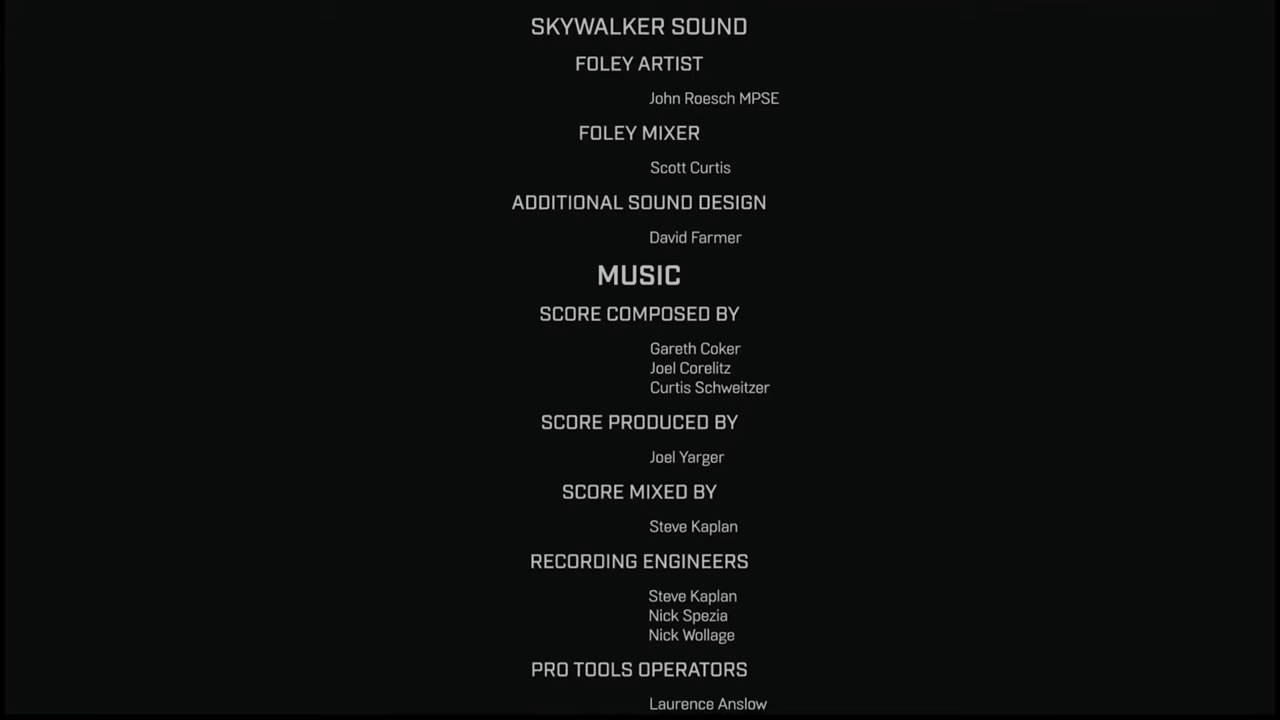 SKYWALKER SOUND
FOLEY ARTIST
John Roesch MPSE
FOLEY MIXER
Scott Curtis
ADDITIONAL SOUND DESIGN
David Farmer
MUSIC
SCORE COMPOSED BY
Gareth Coker
Joel Corelitz
Curtis Schweitzer
SCORE PRODUCED BY
Joel Yarger
SCORE MIXED BY
Steve Kaplan
RECORDING ENGINEERS
Steve Kaplan
Nick Spezia
Nick Wollage
PRO TOOLS OPERATORS
Laurence Anslow